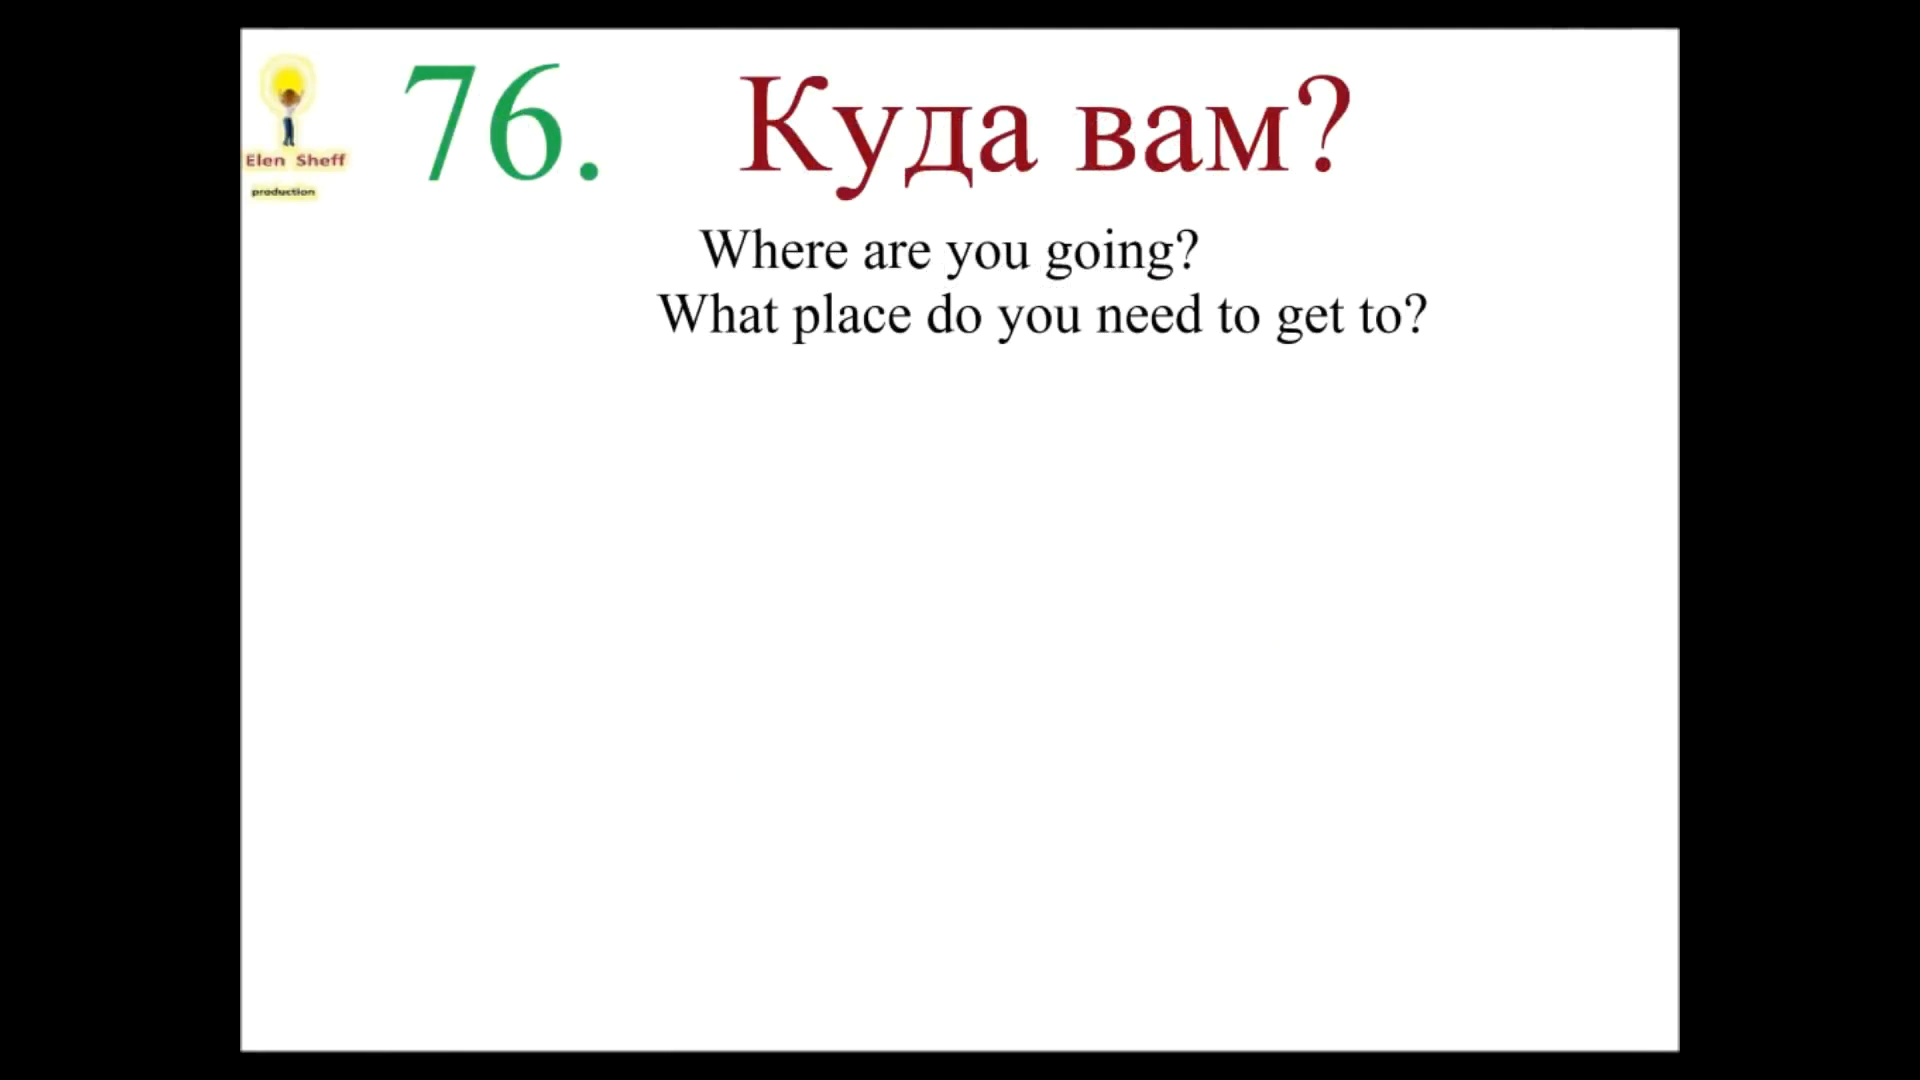 76. Куда вам?
Elen Sheff
production
Where are you going?
What place do you need to get to?